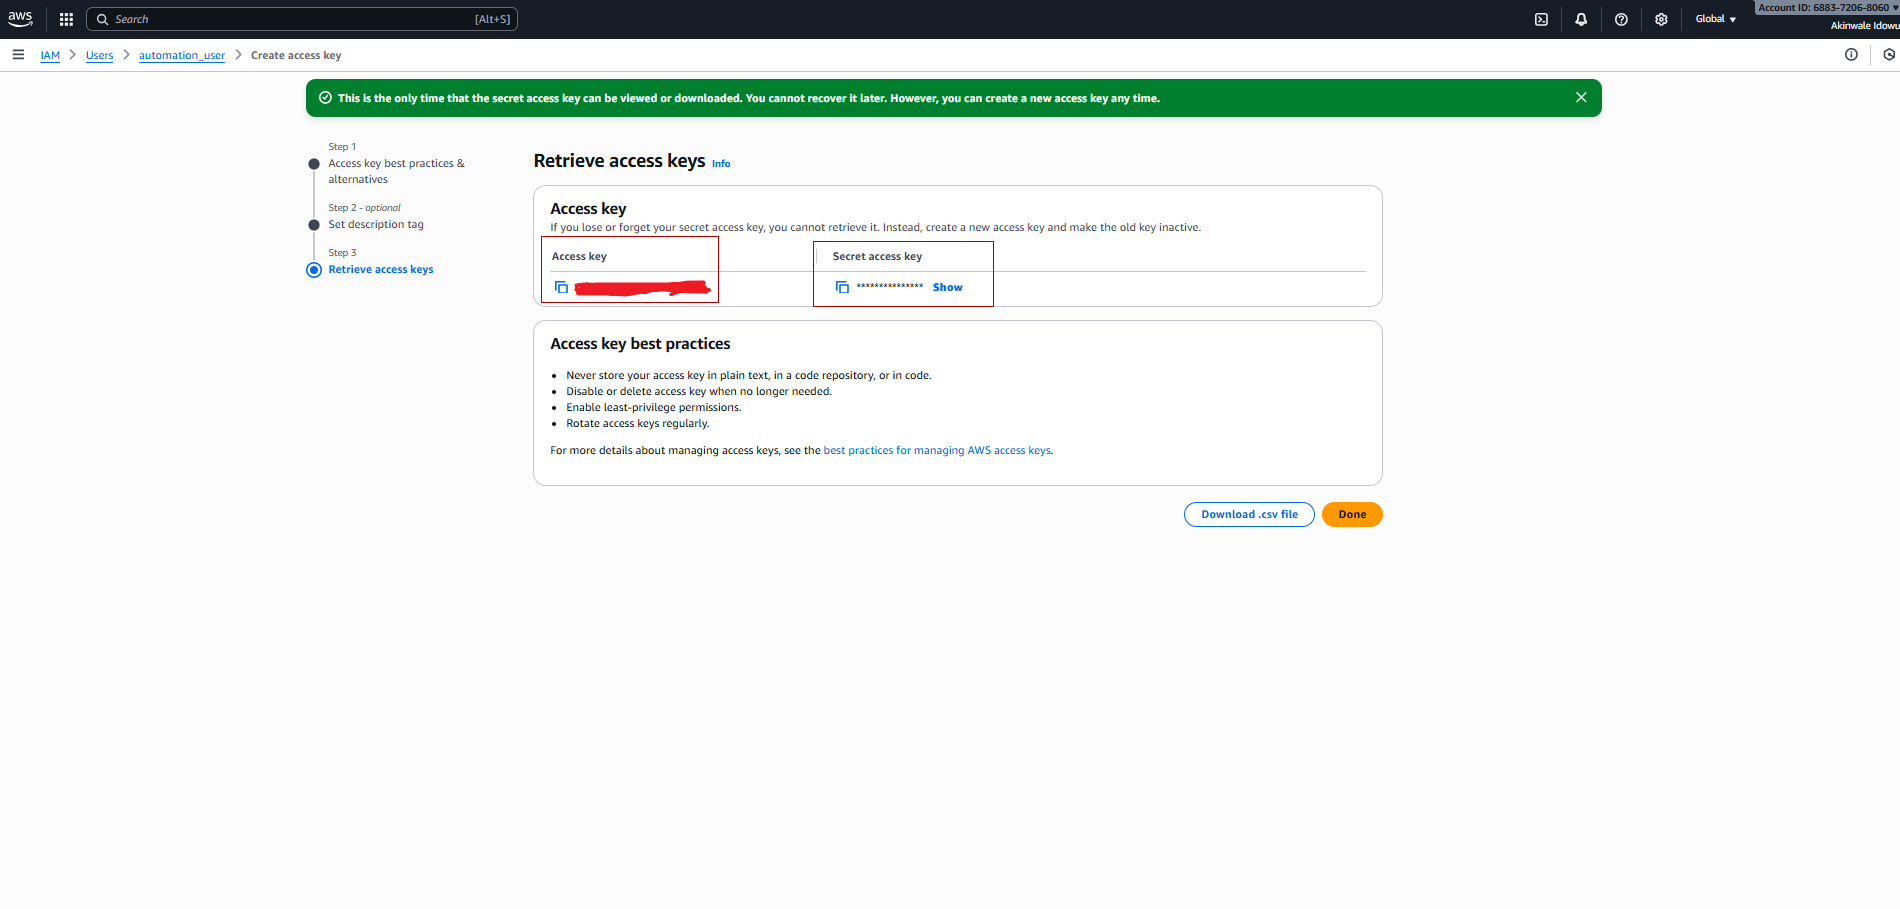 aws
Search [Alt+S]
Global
Account ID: 6883-7206-8060
Akinwale Idowu
IAM > Users > automation_user > Create access key
This is the only time that the secret access key can be viewed or downloaded. You cannot recover it later. However, you can create a new access key any time.
Step 1
Access key best practices &
alternatives
Step 2 - optional
Set description tag
Step 3
Retrieve access keys
Retrieve access keys Info
Access key
If you lose or forget your secret access key, you cannot retrieve it. Instead, create a new access key and make the old key inactive.
Access key
Secret access key
*************** Show
Access key best practices
• Never store your access key in plain text, in a code repository, or in code.
• Disable or delete access key when no longer needed.
• Enable least-privilege permissions.
• Rotate access keys regularly.
For more details about managing access keys, see the best practices for managing AWS access keys.
Download .csv file
Done